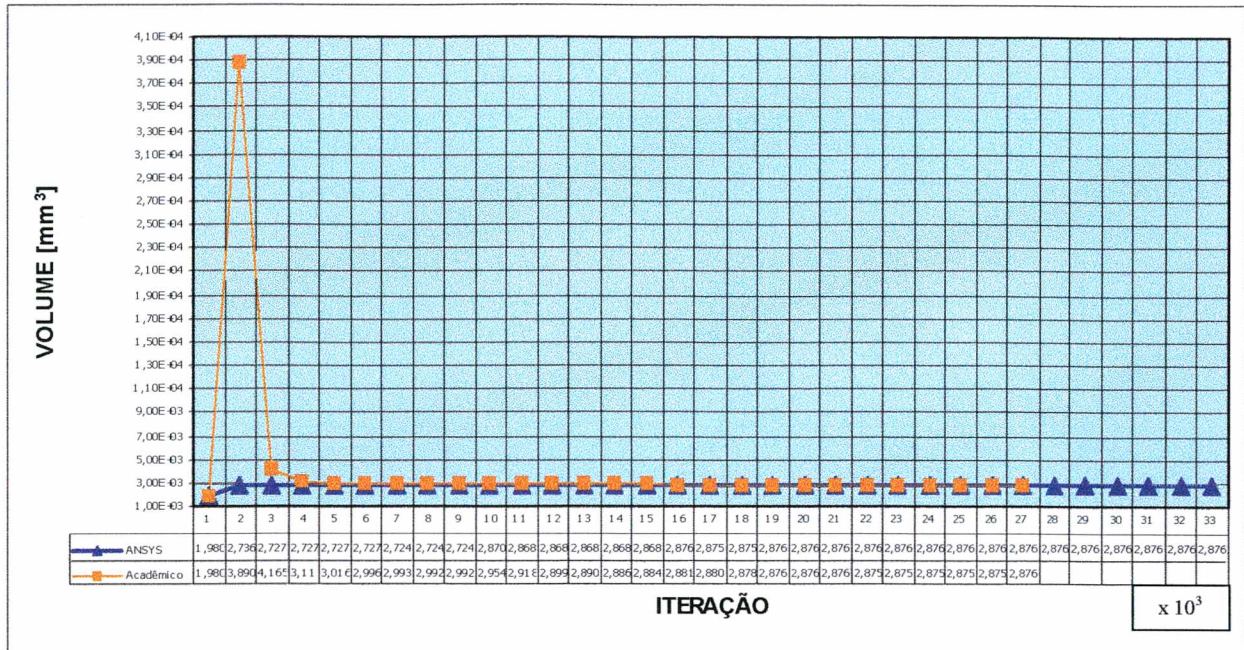 4,10E+04
3,90E+04
3,70E+04
3,50E+04
3,30E+04
3,10E+04
2,90E+04
2,70E+04
2,50E+04
2,30E+04
2,10E+04
1,90E+04
1,70E+04
1,50E+04
1,30E+04
1,10E+04
9,00E+03
7,00E+03
5,00E+03
3,00E+03
1,00E+03
VOLUME [mm³]
1 2 3 4 5 6 7 8 9 10 11 12 13 14 15 16 17 18 19 20 21 22 23 24 25 26 27 28 29 30 31 32 33
ANSYS 1,980 2,736 2,727 2,727 2,727 2,727 2,724 2,724 2,724 2,870 2,868 2,868 2,868 2,868 2,868 2,876 2,875 2,875 2,876 2,876 2,876 2,876 2,876 2,876 2,876 2,876 2,876 2,876 2,876 2,876 2,876 2,876 2,876
Acadêmico 1,980 3,890 4,165 3,11 3,016 2,996 2,993 2,992 2,992 2,954 2,918 2,899 2,890 2,886 2,884 2,881 2,880 2,878 2,876 2,876 2,876 2,875 2,875 2,875 2,875 2,875 2,876
ITERAÇÃO
x 10³